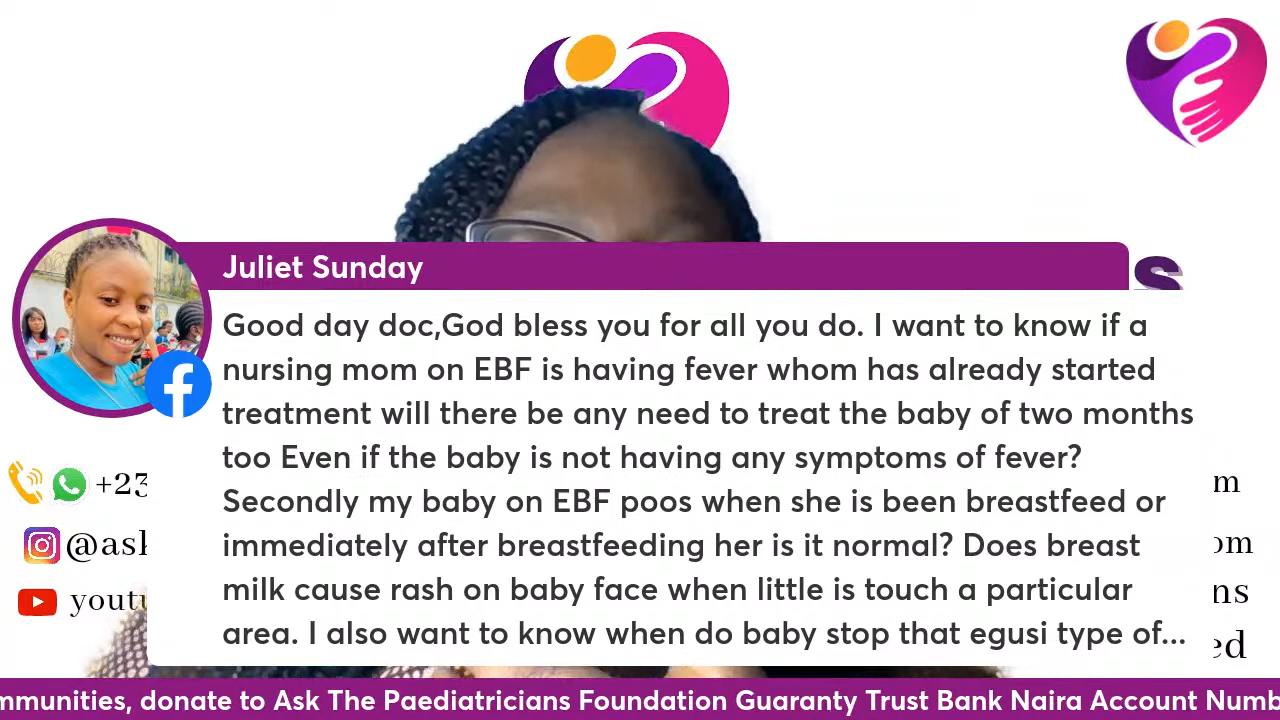 s
Juliet Sunday
Good day doc,God bless you for all you do. I want to know if a
nursing mom on EBF is having fever whom has already started
treatment will there be any need to treat the baby of two months
too Even if the baby is not having any symptoms of fever?
Secondly my baby on EBF poos when she is been breastfeed or
immediately after breastfeeding her is it normal? Does breast
milk cause rash on baby face when little is touch a particular
area. I also want to know when do baby stop that egusi type of...
+23
m
@ask
om
yout
ns
ed
mmunities, donate to Ask The Paediatricians Foundation Guaranty Trust Bank Naira Account Numb